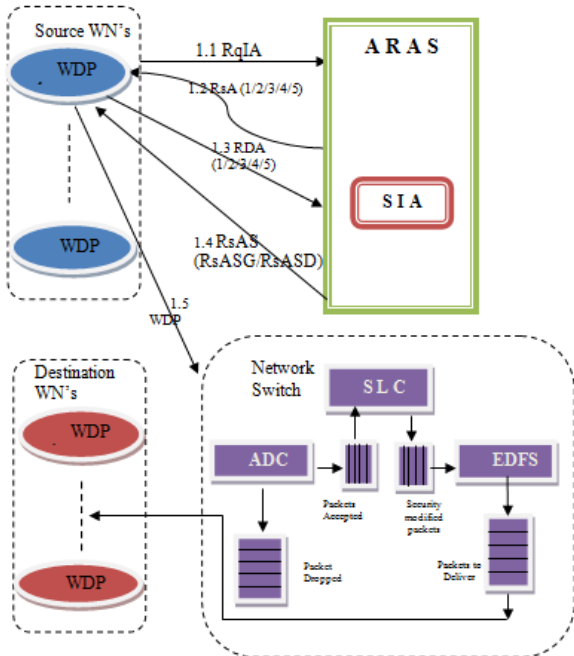 Source WN's
WDP
WDP
1.1 RqIA
1.2 RsA (1/2/3/4/5)
1.3 RDA
(1/2/3/4/5)
1.4 RsAS
(RsASG/RsASD)
A R A S
S I A
1.5
WDP
Destination
WN's
WDP
WDP
Network
Switch
S L C
ADC
EDFS
Packets
Accepted
Security
modified
packets
Packet
Dropped
Packets to
Deliver